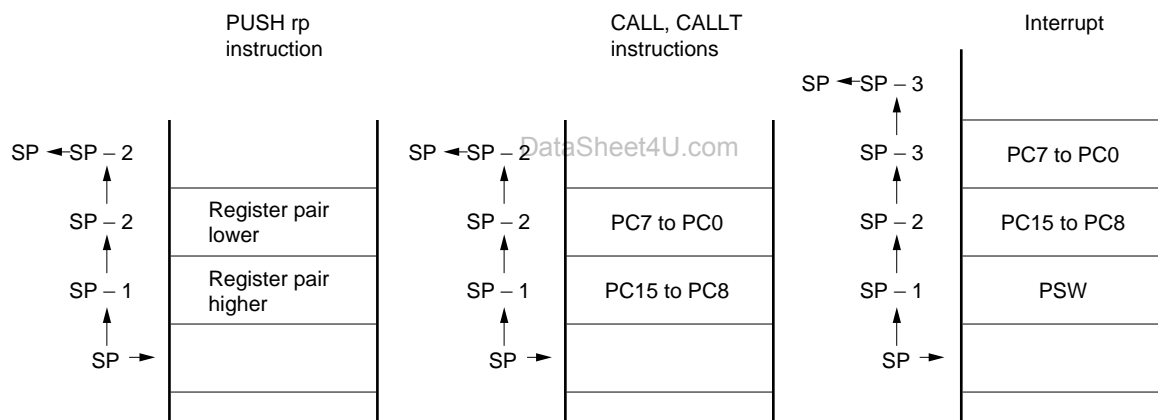 PUSH rp
instruction
SP SP – 2
SP – 2
SP – 1
SP
Register pair
lower
Register pair
higher
CALL, CALLT
instructions
DataSheet4U.com
SP SP – 2
SP – 2
SP – 1
SP
PC7 to PC0
PC15 to PC8
Interrupt
SP SP – 3
SP – 3
SP – 2
SP – 1
SP
PC7 to PC0
PC15 to PC8
PSW